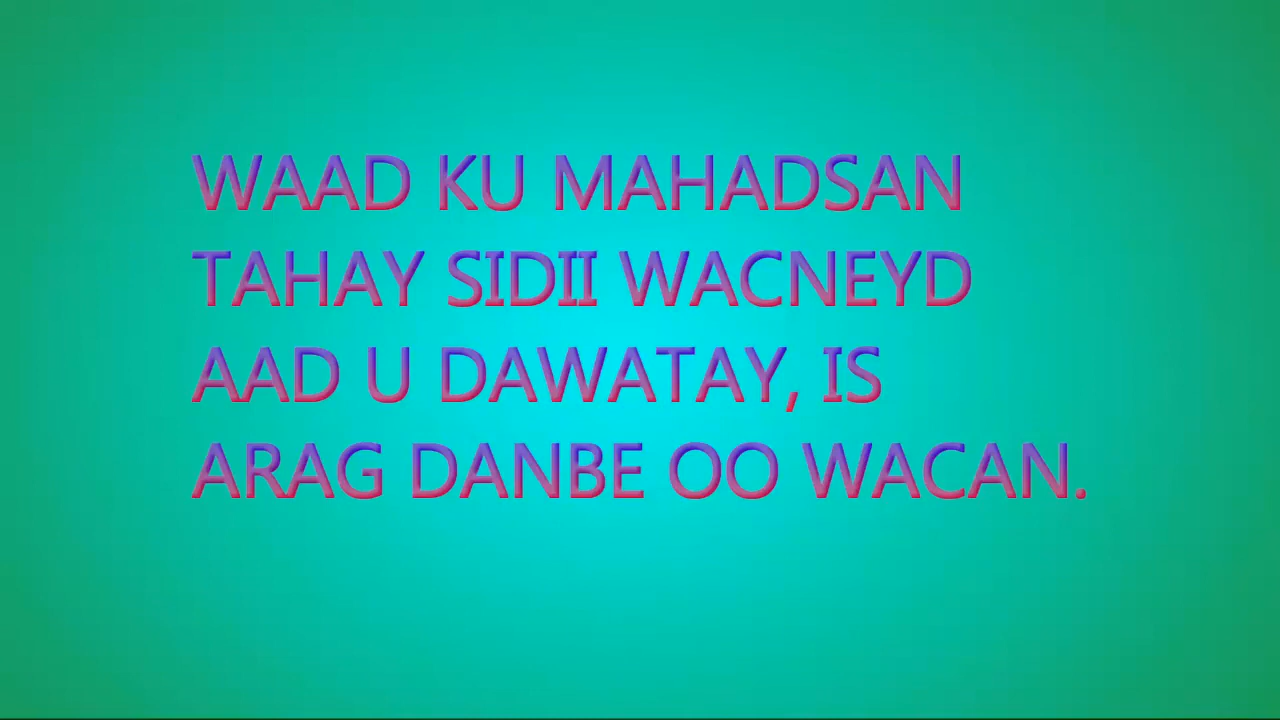 WAAD KU MAHADSAN
TAHAY SIDII WACNEYD
AAD U DAWATAY, IS
ARAG DANBE OO WACAN.